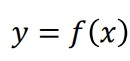 y = f(x)